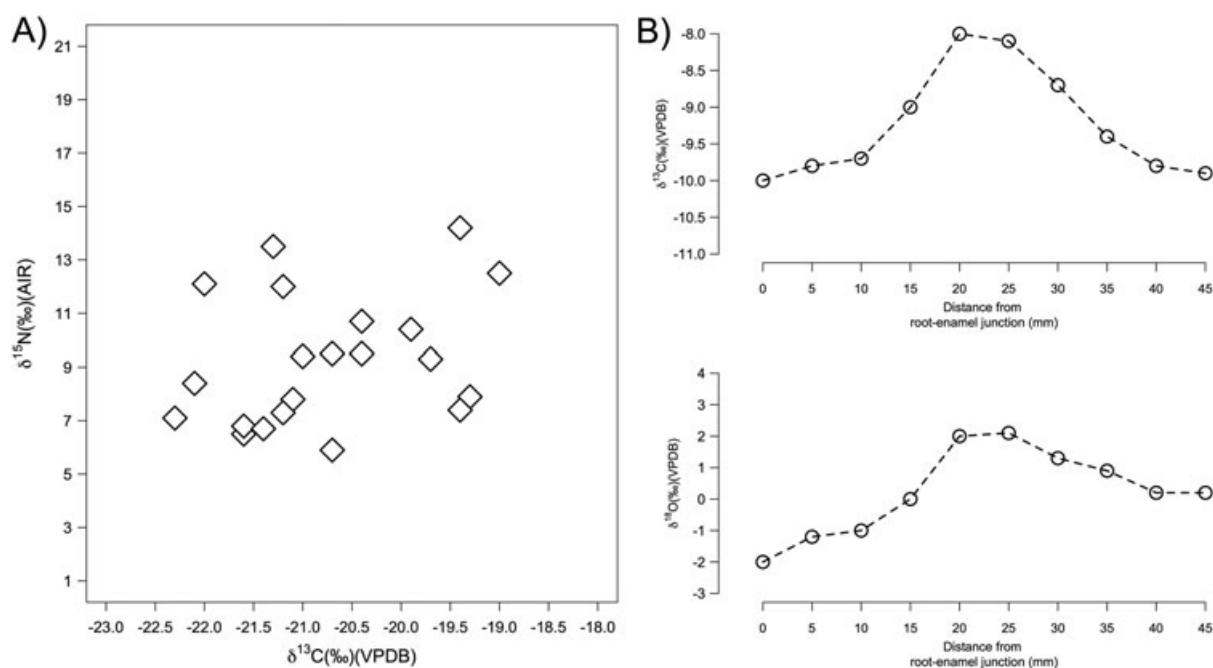 A)
21
19
17
15
13
11
9
7
5
3
1
δ15N(‰)(AIR)
-23.0 -22.5 -22.0 -21.5 -21.0 -20.5 -20.0 -19.5 -19.0 -18.5 -18.0
δ13C(‰)(VPDB)
B)
-8.0
-8.5
-9.0
-9.5
-10.0
-10.5
-11.0
δ13C(‰)(VPDB)
0 5 10 15 20 25 30 35 40 45
Distance from
root-enamel junction (mm)
4
3
2
1
0
-1
-2
-3
δ18O(‰)(VPDB)
0 5 10 15 20 25 30 35 40 45
Distance from
root-enamel junction (mm)